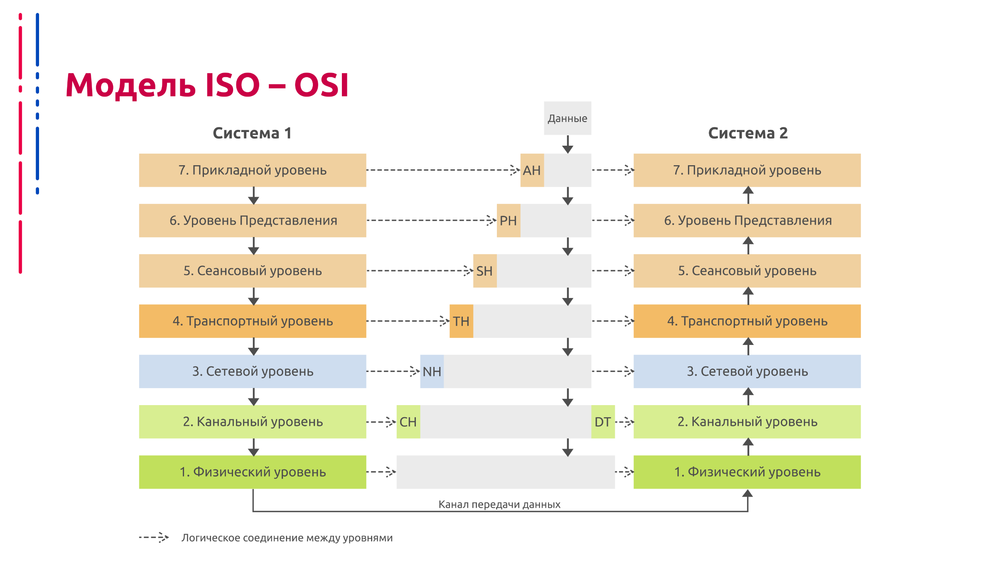 Модель ISO – OSI
Данные
Система 1
Система 2
7. Прикладной уровень
AH
7. Прикладной уровень
6. Уровень Представления
PH
6. Уровень Представления
5. Сеансовый уровень
SH
5. Сеансовый уровень
4. Транспортный уровень
TH
4. Транспортный уровень
3. Сетевой уровень
NH
3. Сетевой уровень
2. Канальный уровень
CH
DT
2. Канальный уровень
1. Физический уровень
1. Физический уровень
Канал передачи данных
Логическое соединение между уровнями